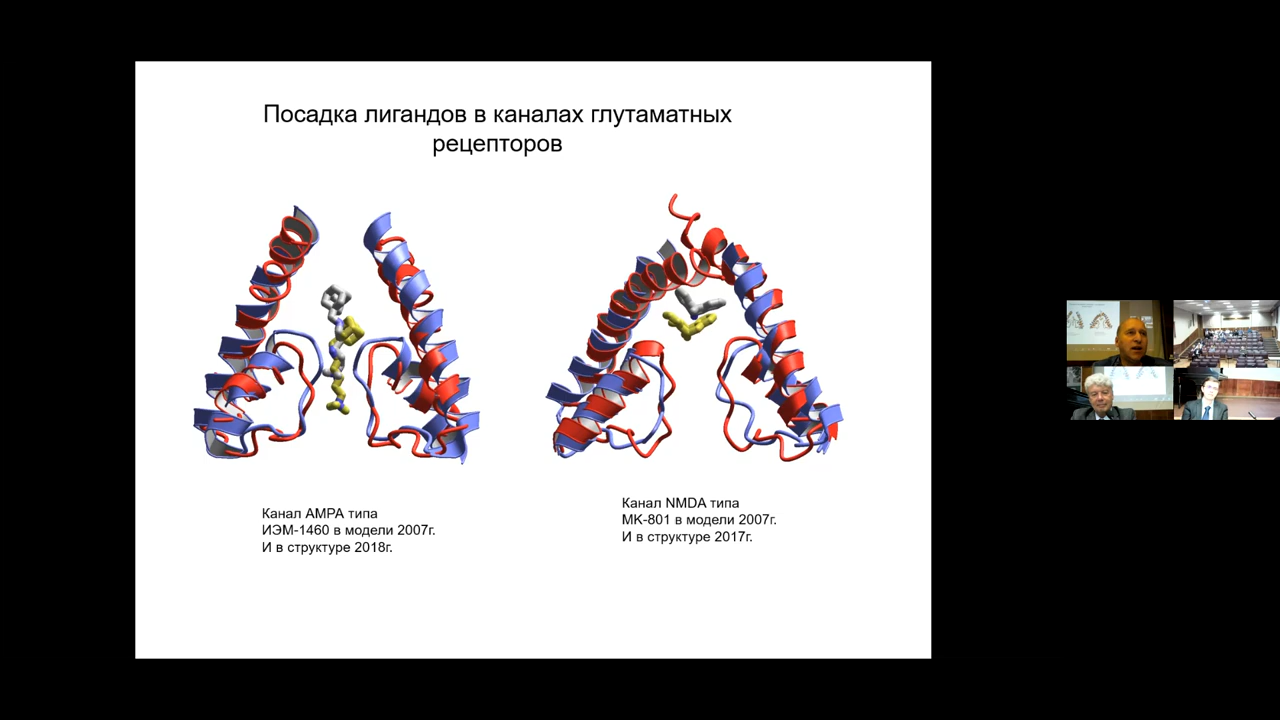 Посадка лигандов в каналах глутаматных
рецепторов
Канал AMPA типа
ИЭМ-1460 в модели 2007г.
И в структуре 2018г.
Канал NMDA типа
МК-801 в модели 2007г.
И в структуре 2017г.